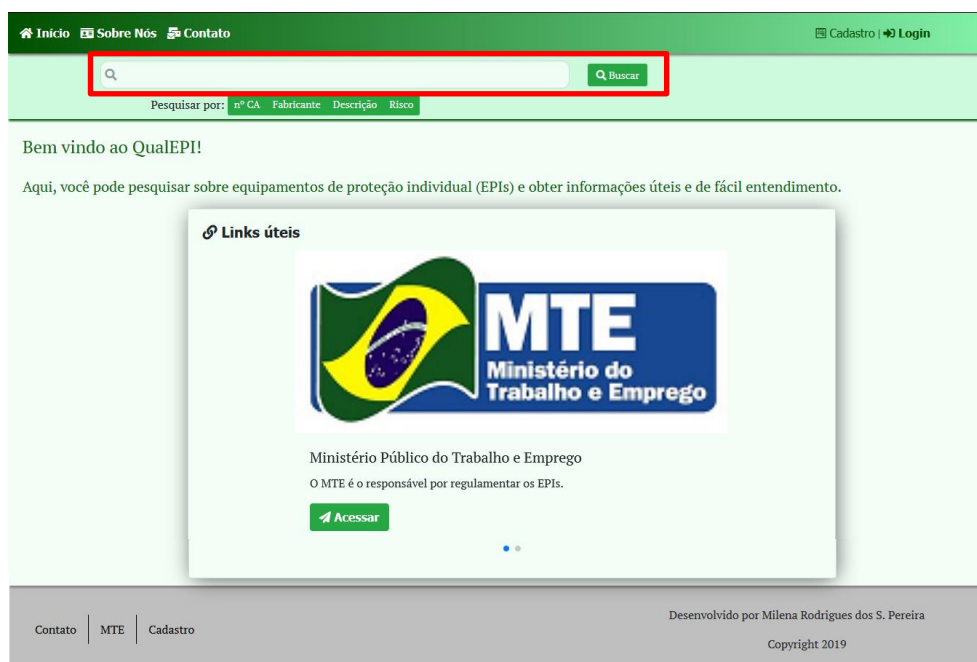 Início Sobre Nós Contato Cadastro | Login
Buscar
Pesquisar por: nº CA Fabricante Descrição Risco
Bem vindo ao QualEPI!
Aqui, você pode pesquisar sobre equipamentos de proteção individual (EPIs) e obter informações úteis e de fácil entendimento.
Links úteis
MTE
Ministério do
Trabalho e Emprego
Ministério Público do Trabalho e Emprego
O MTE é o responsável por regulamentar os EPIs.
Acessar
Desenvolvido por Milena Rodrigues dos S. Pereira
Contato MTE Cadastro
Copyright 2019